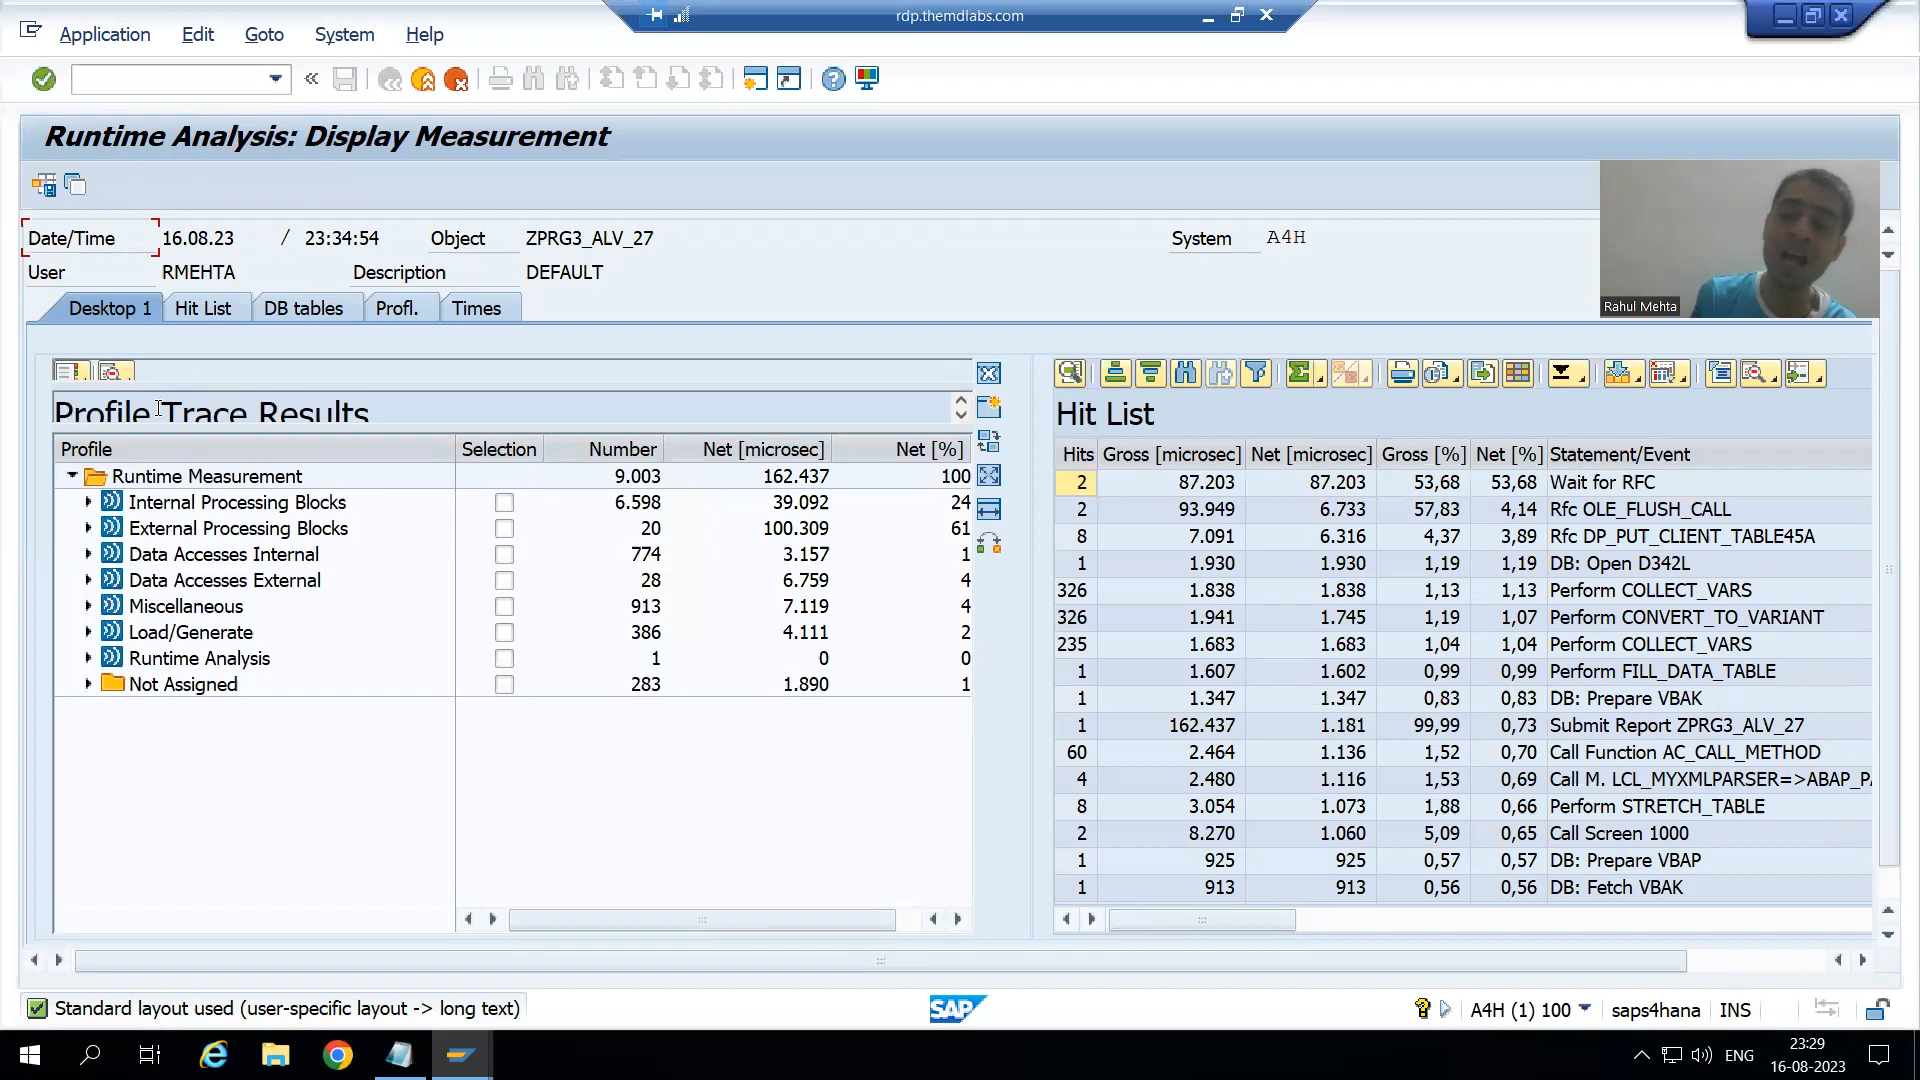 rdp.themdlabs.com
Application Edit Goto System Help
Runtime Analysis: Display Measurement
Date/Time 16.08.23 / 23:34:54 Object ZPRG3_ALV_27 System A4H
User RMEHTA Description DEFAULT
Rahul Mehta
Desktop 1 Hit List DB tables Profl. Times
Profile Trace Results
Profile Selection Number Net [microsec] Net [%]
Runtime Measurement 9.003 162.437 100
Internal Processing Blocks 6.598 39.092 24
External Processing Blocks 20 100.309 61
Data Accesses Internal 774 3.157 1
Data Accesses External 28 6.759 4
Miscellaneous 913 7.119 4
Load/Generate 386 4.111 2
Runtime Analysis 1 0 0
Not Assigned 283 1.890 1
Hit List
Hits Gross [microsec] Net [microsec] Gross [%] Net [%] Statement/Event
2 87.203 87.203 53,68 53,68 Wait for RFC
2 93.949 6.733 57,83 4,14 Rfc OLE_FLUSH_CALL
8 7.091 6.316 4,37 3,89 Rfc DP_PUT_CLIENT_TABLE45A
1 1.930 1.930 1,19 1,19 DB: Open D342L
326 1.838 1.838 1,13 1,13 Perform COLLECT_VARS
326 1.941 1.745 1,19 1,07 Perform CONVERT_TO_VARIANT
235 1.683 1.683 1,04 1,04 Perform COLLECT_VARS
1 1.607 1.602 0,99 0,99 Perform FILL_DATA_TABLE
1 1.347 1.347 0,83 0,83 DB: Prepare VBAK
1 162.437 1.181 99,99 0,73 Submit Report ZPRG3_ALV_27
60 2.464 1.136 1,52 0,70 Call Function AC_CALL_METHOD
4 2.480 1.116 1,53 0,69 Call M. LCL_MYXMLPARSER=>ABAP_PA
8 3.054 1.073 1,88 0,66 Perform STRETCH_TABLE
2 8.270 1.060 5,09 0,65 Call Screen 1000
1 925 925 0,57 0,57 DB: Prepare VBAP
1 913 913 0,56 0,56 DB: Fetch VBAK
Standard layout used (user-specific layout -> long text)
SAP
A4H (1) 100 saps4hana INS
ENG
23:29
16-08-2023